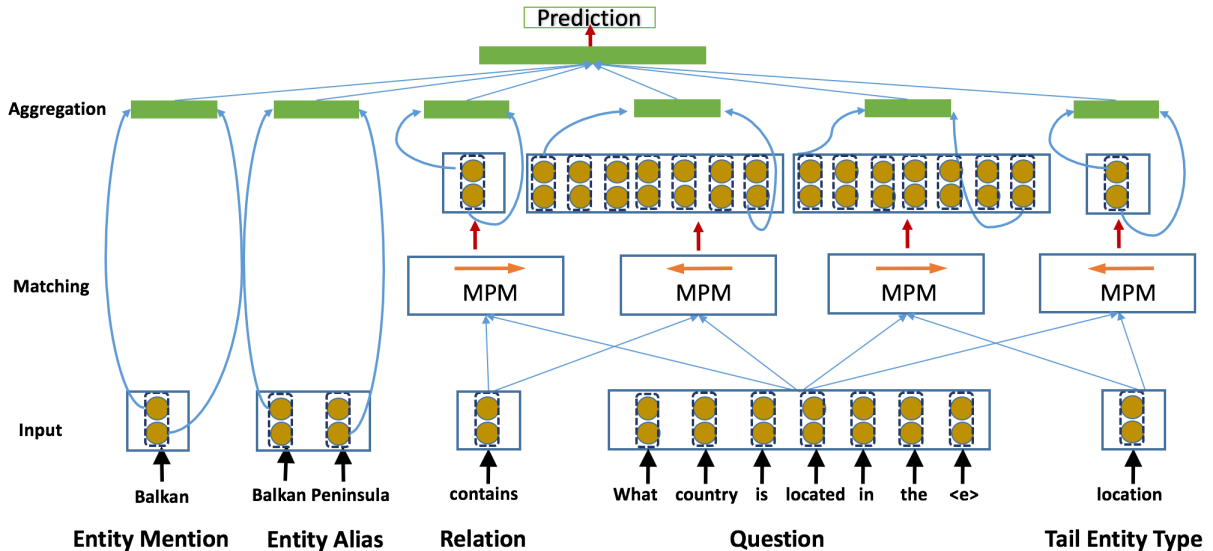 Prediction
Aggregation
Matching
MPM MPM MPM MPM
Input
Balkan Balkan Peninsula contains What country is located in the <e> location
Entity Mention Entity Alias Relation Question Tail Entity Type